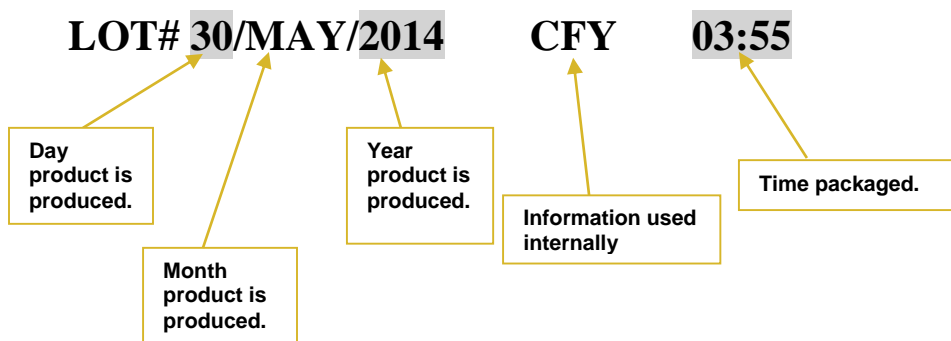 LOT# 30/MAY/2014 CFY 03:55
Day
product is
produced.
Month
product is
produced.
Year
product is
produced.
Information used
internally
Time packaged.